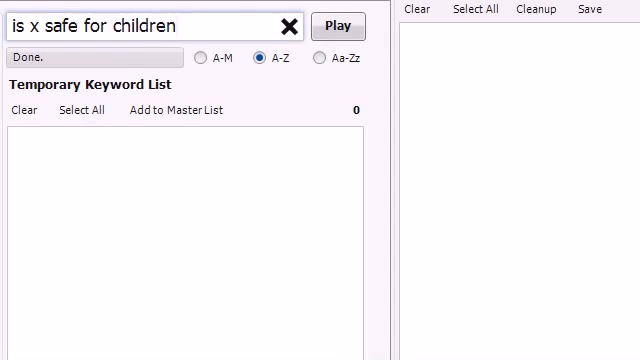 is x safe for children Play
Done. A-M A-Z Aa-Zz
Temporary Keyword List
Clear Select All Add to Master List 0
Clear Select All Cleanup Save